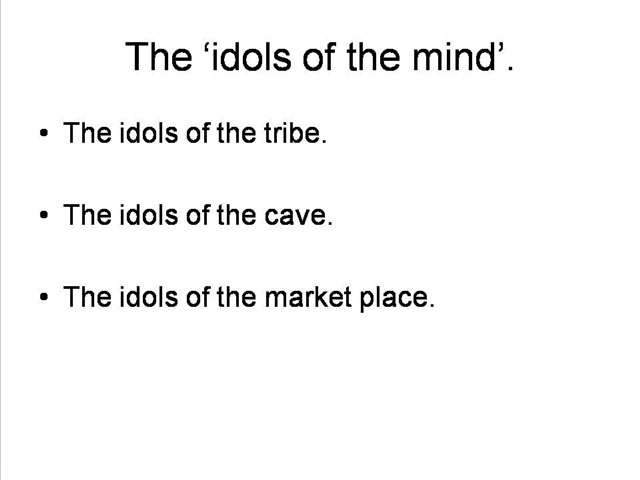 The ‘idols of the mind’.
• The idols of the tribe.
• The idols of the cave.
• The idols of the market place.